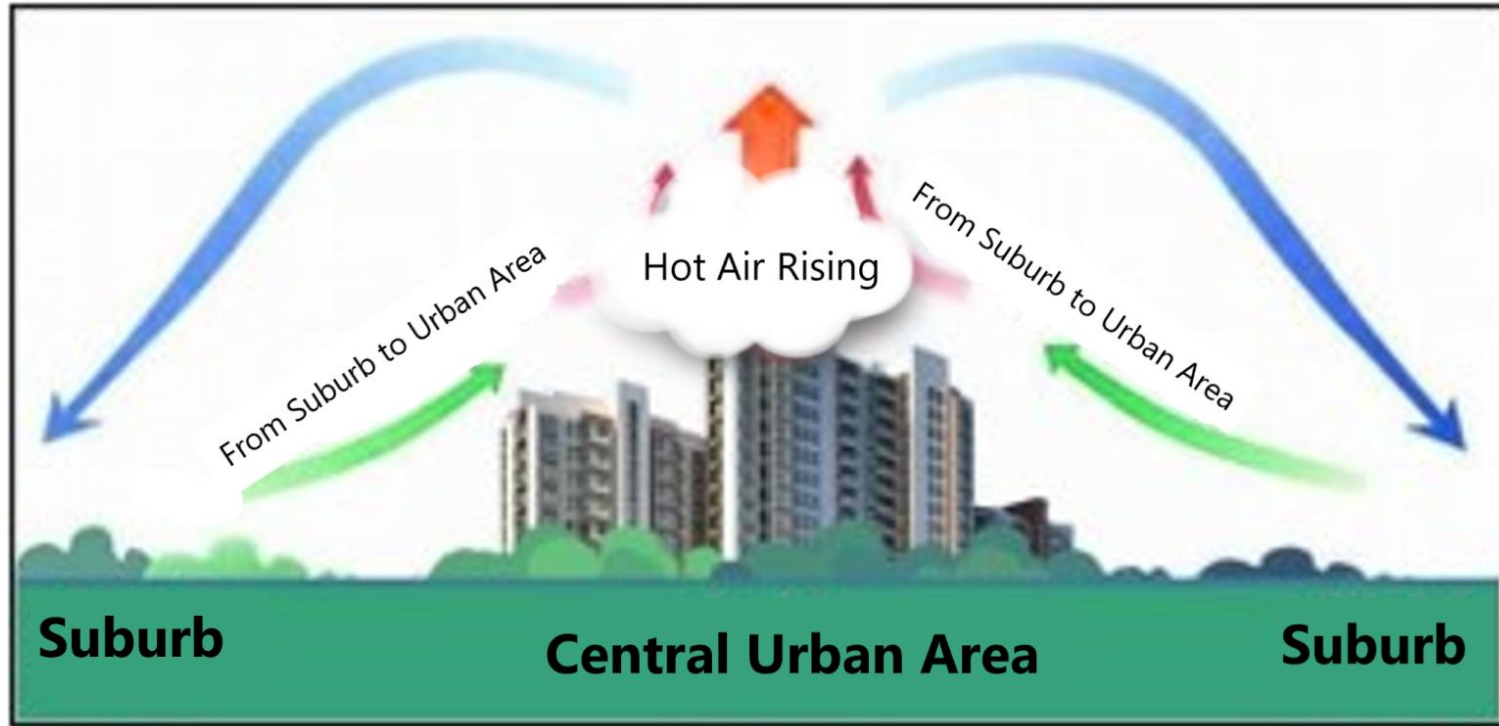 Hot Air Rising
From Suburb to Urban Area
From Suburb to Urban Area
Suburb
Central Urban Area
Suburb